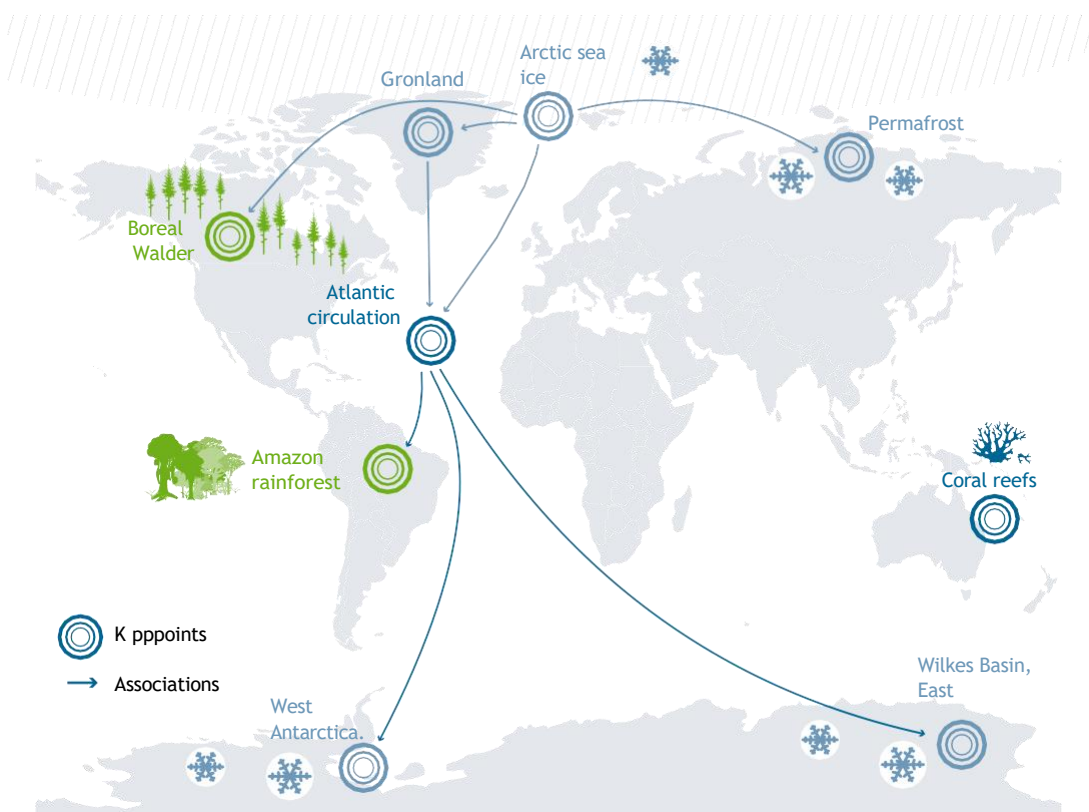 Arctic sea
ice
Gronland
Permafrost
Boreal
Walder
Atlantic
circulation
Amazon
rainforest
Coral reefs
K pppoints
Associations
West
Antarctica.
Wilkes Basin,
East